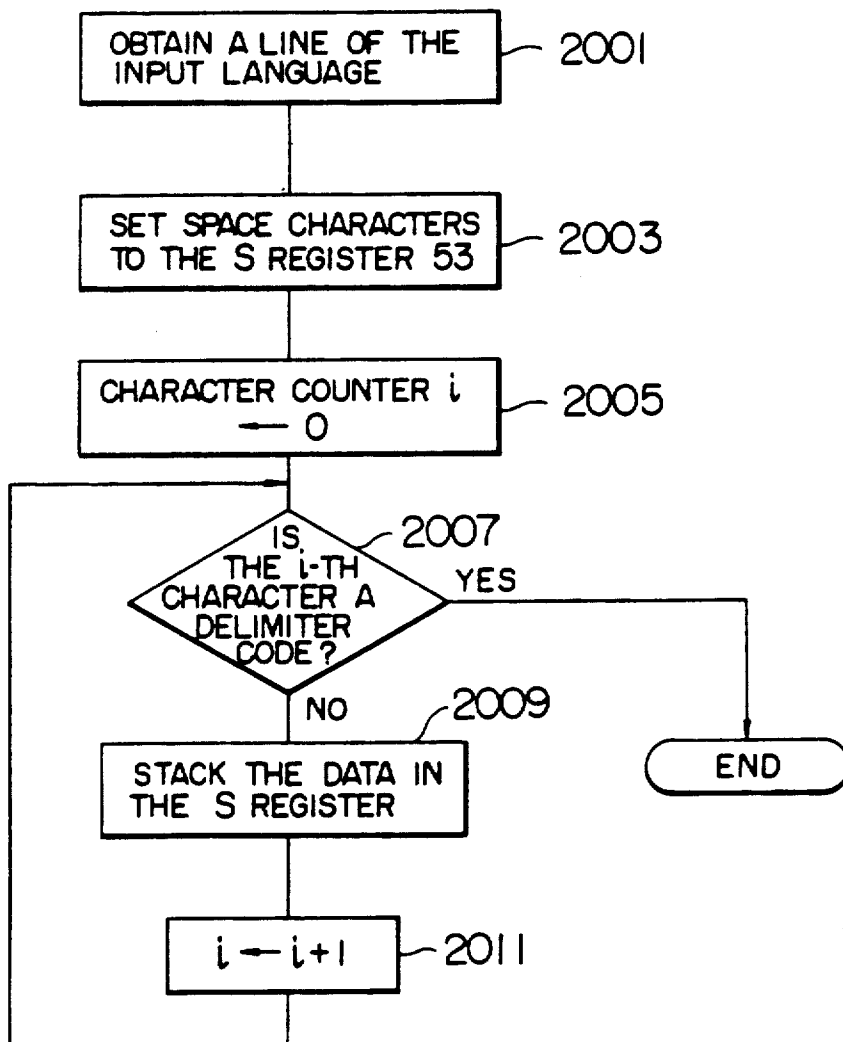 OBTAIN A LINE OF THE
INPUT LANGUAGE
2001
SET SPACE CHARACTERS
TO THE S REGISTER 53
2003
CHARACTER COUNTER i
← 0
2005
IS
THE i-TH
CHARACTER A
DELIMITER
CODE?
2007
YES
NO
2009
STACK THE DATA IN
THE S REGISTER
END
i ← i+1
2011